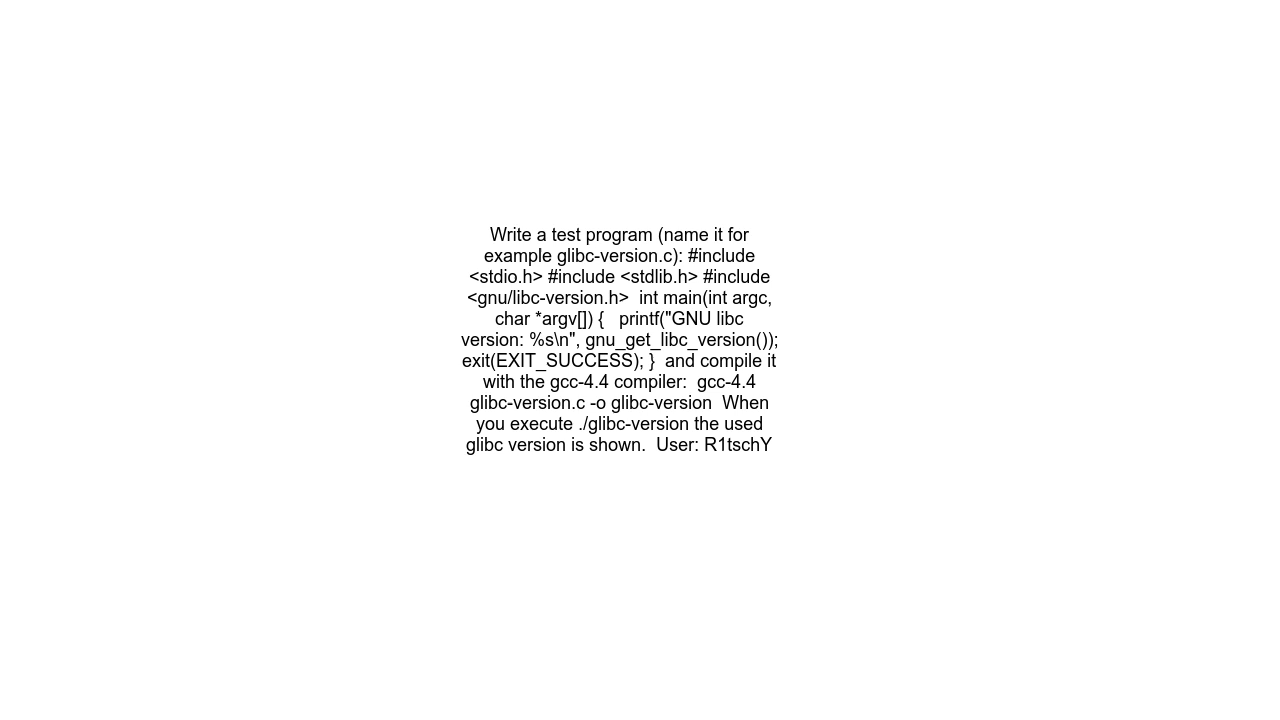 Write a test program (name it for
example glibc-version.c): #include
<stdio.h> #include <stdlib.h> #include
<gnu/libc-version.h>  int main(int argc,
char *argv[]) {   printf("GNU libc
version: %s\n", gnu_get_libc_version());
exit(EXIT_SUCCESS); }  and compile it
with the gcc-4.4 compiler:  gcc-4.4
glibc-version.c -o glibc-version  When
you execute ./glibc-version the used
glibc version is shown.  User: R1tschY